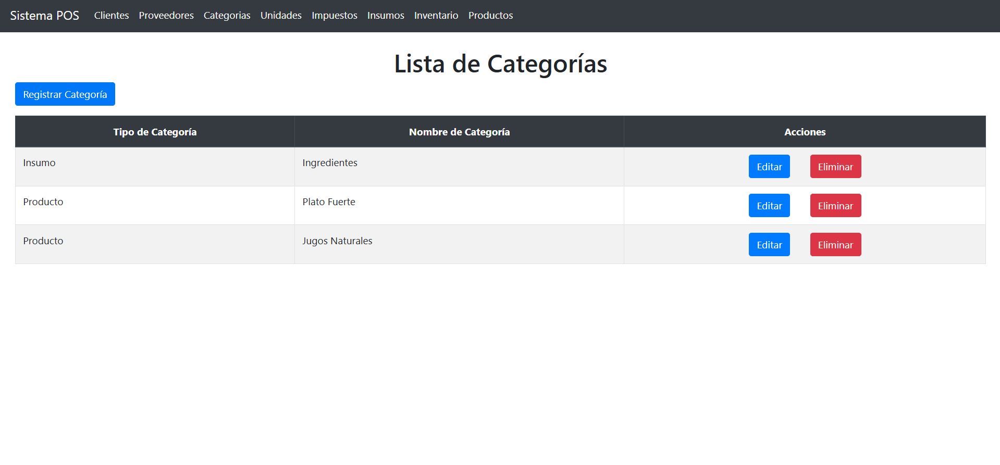 Sistema POS Clientes Proveedores Categorias Unidades Impuestos Insumos Inventario Productos
Lista de Categorías
Registrar Categoría
Tipo de Categoría Nombre de Categoría Acciones
Insumo Ingredientes Editar Eliminar
Producto Plato Fuerte Editar Eliminar
Producto Jugos Naturales Editar Eliminar